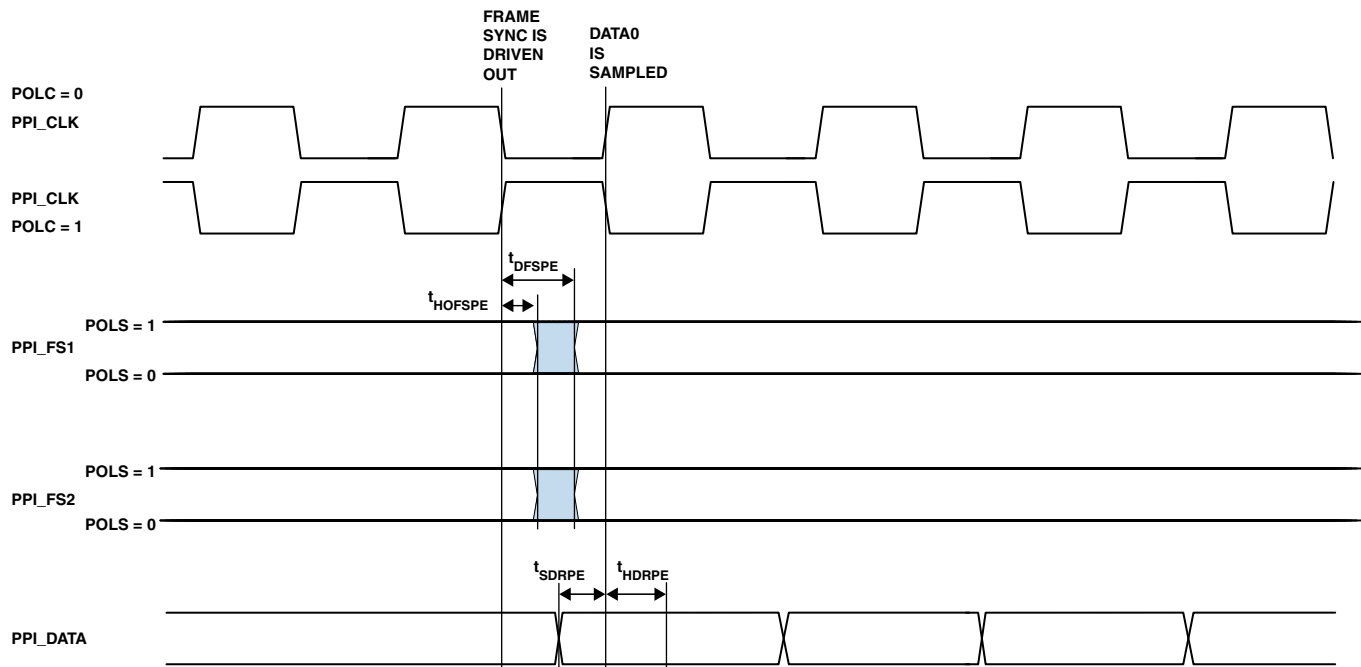 FRAME
SYNC IS
DRIVEN
OUT
DATA0
IS
SAMPLED
POLC = 0
PPI_CLK
PPI_CLK
POLC = 1
tDFSPE
tHOFSPE
POLS = 1
PPI_FS1
POLS = 0
POLS = 1
PPI_FS2
POLS = 0
tSDRPE
tHDRPE
PPI_DATA